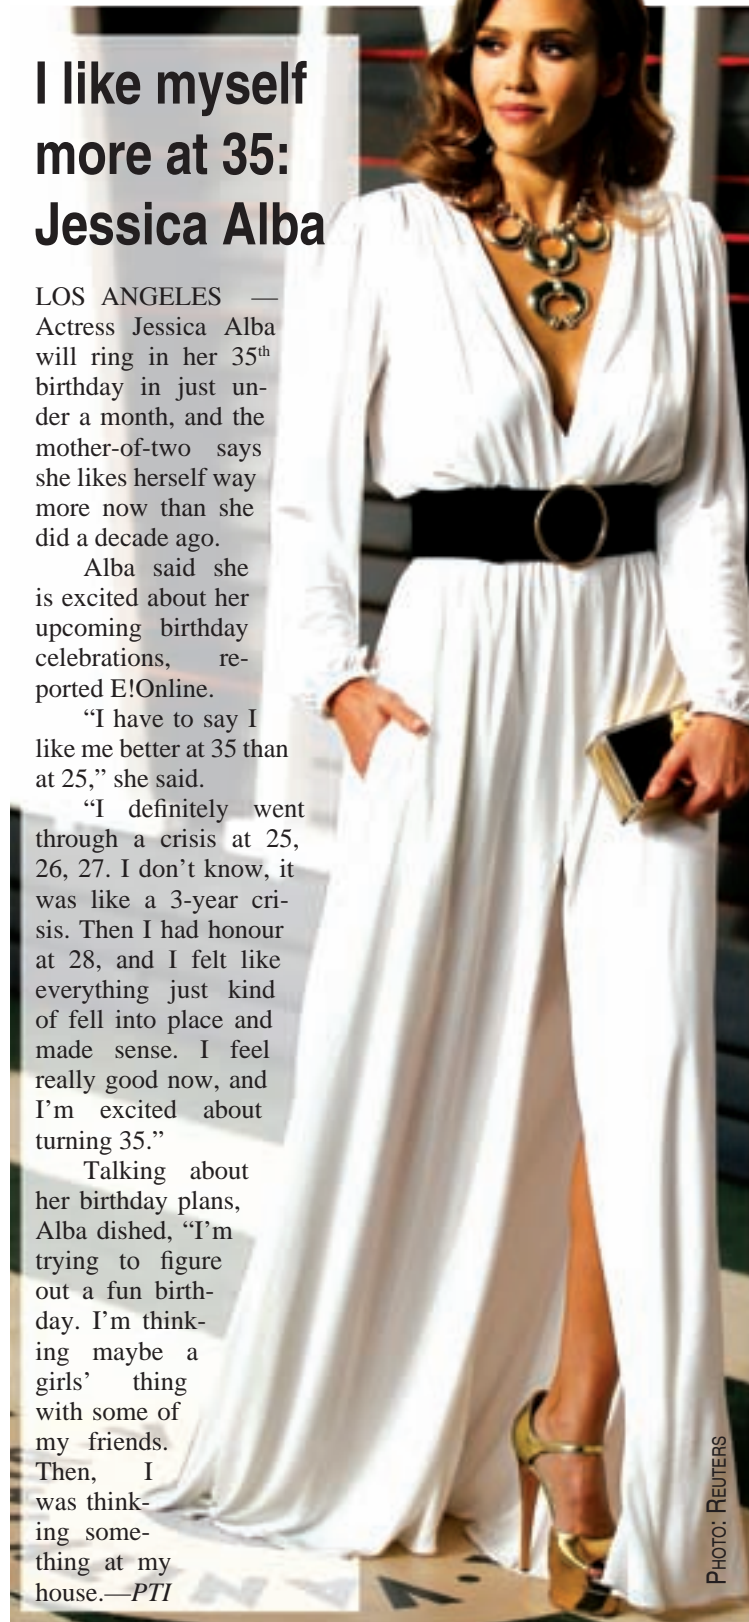 I like myself
more at 35:
Jessica Alba
LOS ANGELES —
Actress Jessica Alba
will ring in her 35th
birthday in just un-
der a month, and the
mother-of-two says
she likes herself way
more now than she
did a decade ago.
Alba said she
is excited about her
upcoming birthday
celebrations, re-
ported E!Online.
“I have to say I
like me better at 35 than
at 25,” she said.
“I definitely went
through a crisis at 25,
26, 27. I don’t know, it
was like a 3-year cri-
sis. Then I had honour
at 28, and I felt like
everything just kind
of fell into place and
made sense. I feel
really good now, and
I’m excited about
turning 35.”
Talking about
her birthday plans,
Alba dished, “I’m
trying to figure
out a fun birth-
day. I’m think-
ing maybe a
girls’ thing
with some of
my friends.
Then, I
was think-
ing some-
thing at my
house.—PTI
PHOTO: REUTERS